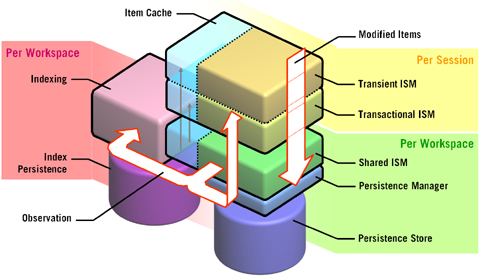 Item Cache
Modified Items
Per Workspace
Per Session
Indexing
Transient ISM
Transactional ISM
Per Workspace
Index
Persistence
Shared ISM
Persistence Manager
Observation
Persistence Store